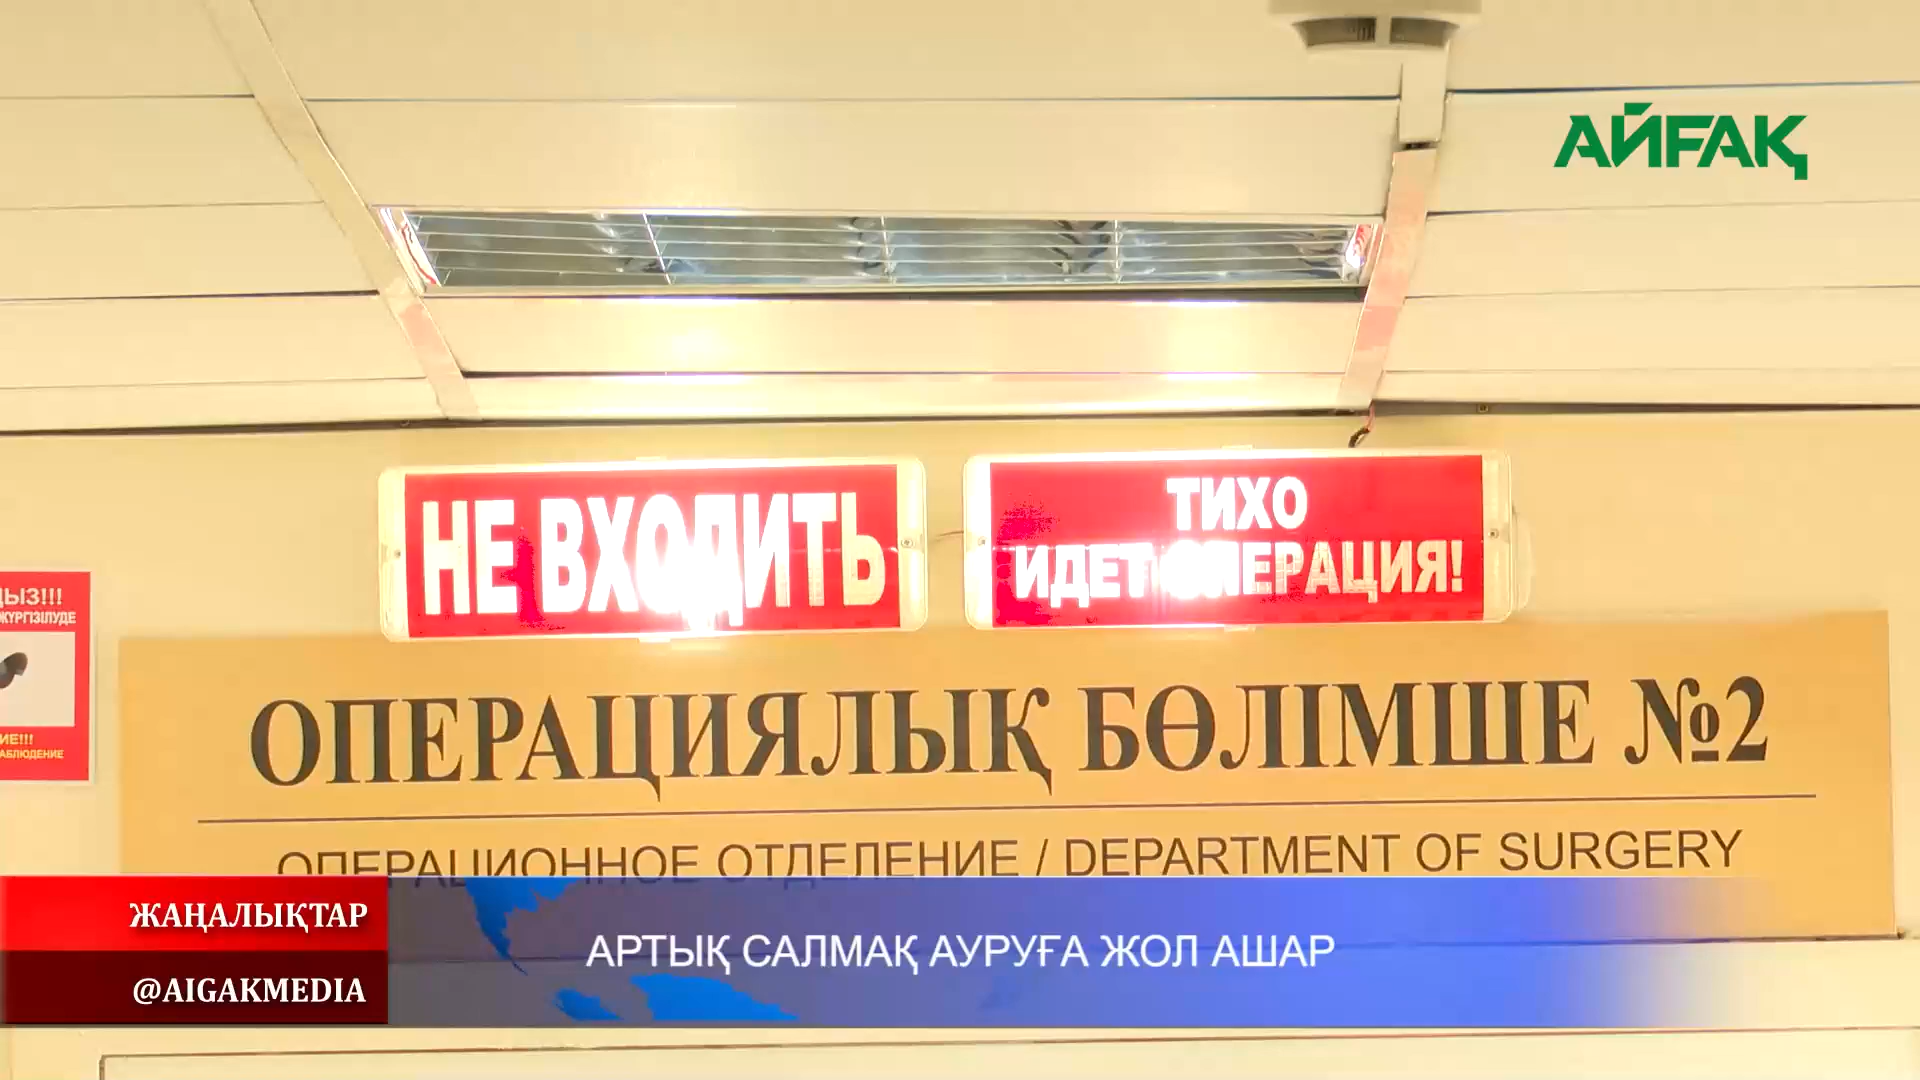 АЙҒАҚ
НЕ ВХОДИТЬ
ТИХО
ИДЕТ ОПЕРАЦИЯ!
ЖҮРГІЗІЛУДЕ
ОПЕРАЦИЯЛЫҚ БӨЛІМШЕ №2
ОПЕРАЦИОННОЕ ОТДЕЛЕНИЕ / DEPARTMENT OF SURGERY
ЖАҢАЛЫҚТАР
@AIGAKMEDIA
АРТЫҚ САЛМАҚ АУРУҒА ЖОЛ АШАР